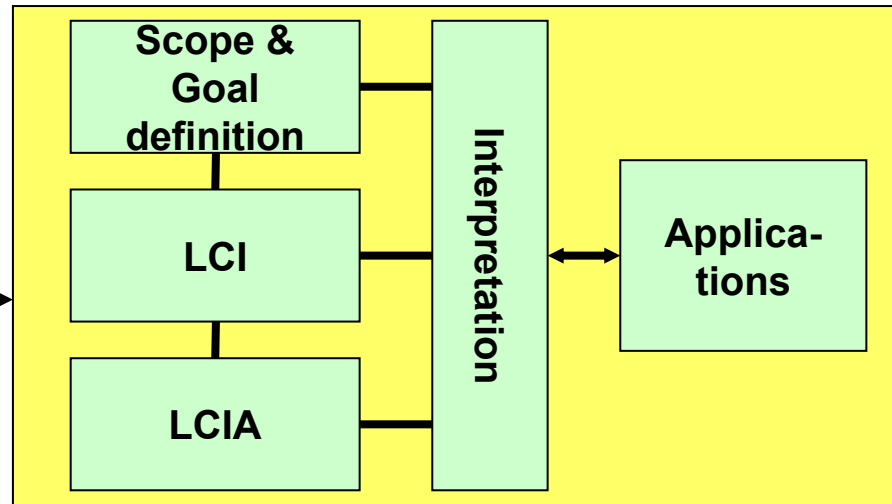 Scope &
Goal
definition
LCI
LCIA
Interpretation
Applica-
tions